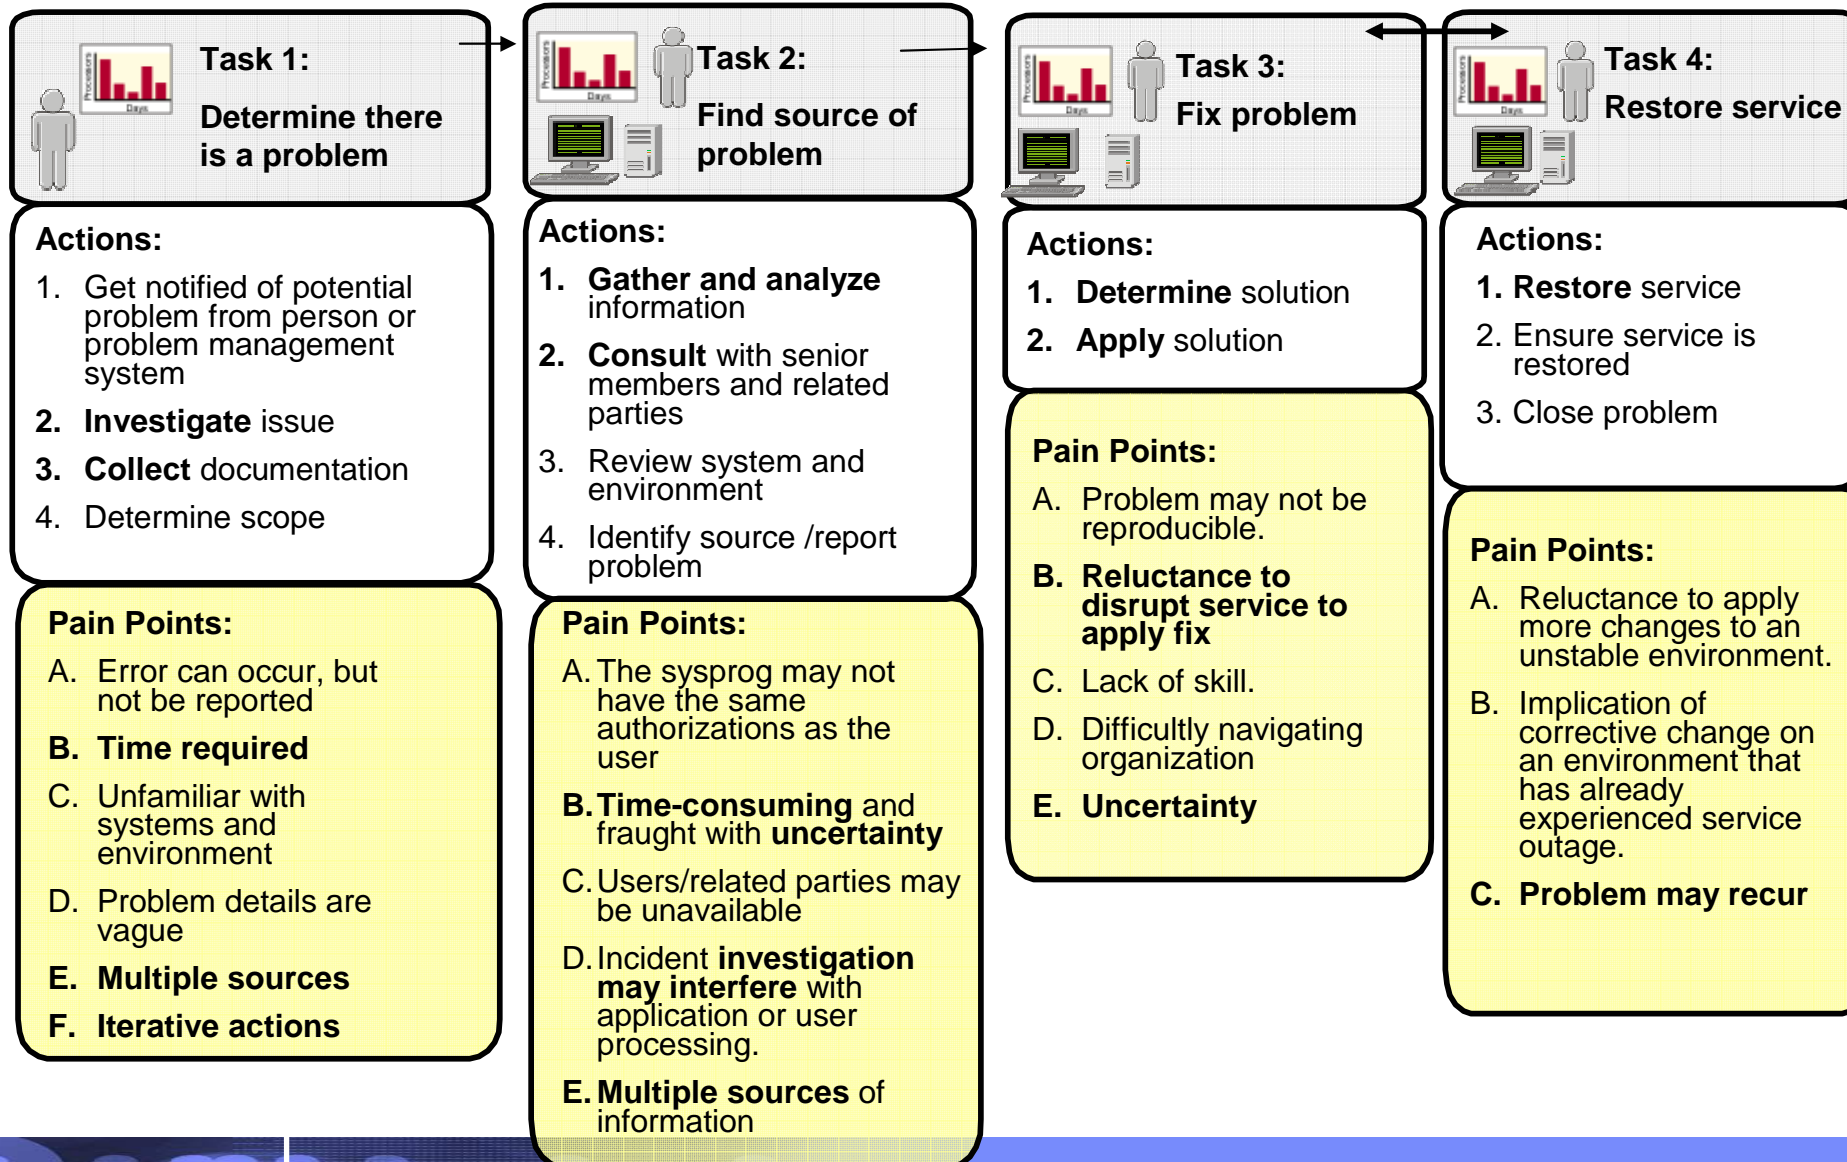 Task 1:
Determine there
is a problem
Processors
Days
Actions:
1. Get notified of potential
problem from person or
problem management
system
2. Investigate issue
3. Collect documentation
4. Determine scope
Pain Points:
A. Error can occur, but
not be reported
B. Time required
C. Unfamiliar with
systems and
environment
D. Problem details are
vague
E. Multiple sources
F. Iterative actions
Task 2:
Find source of
problem
Processors
Days
Actions:
1. Gather and analyze
information
2. Consult with senior
members and related
parties
3. Review system and
environment
4. Identify source /report
problem
Pain Points:
A. The sysprog may not
have the same
authorizations as the
user
B. Time-consuming and
fraught with uncertainty
C. Users/related parties may
be unavailable
D. Incident investigation
may interfere with
application or user
processing.
E. Multiple sources of
information
Task 3:
Fix problem
Processors
Days
Actions:
1. Determine solution
2. Apply solution
Pain Points:
A. Problem may not be
reproducible.
B. Reluctance to
disrupt service to
apply fix
C. Lack of skill.
D. Difficultly navigating
organization
E. Uncertainty
Task 4:
Restore service
Processors
Days
Actions:
1. Restore service
2. Ensure service is
restored
3. Close problem
Pain Points:
A. Reluctance to apply
more changes to an
unstable environment.
B. Implication of
corrective change on
an environment that
has already
experienced service
outage.
C. Problem may recur